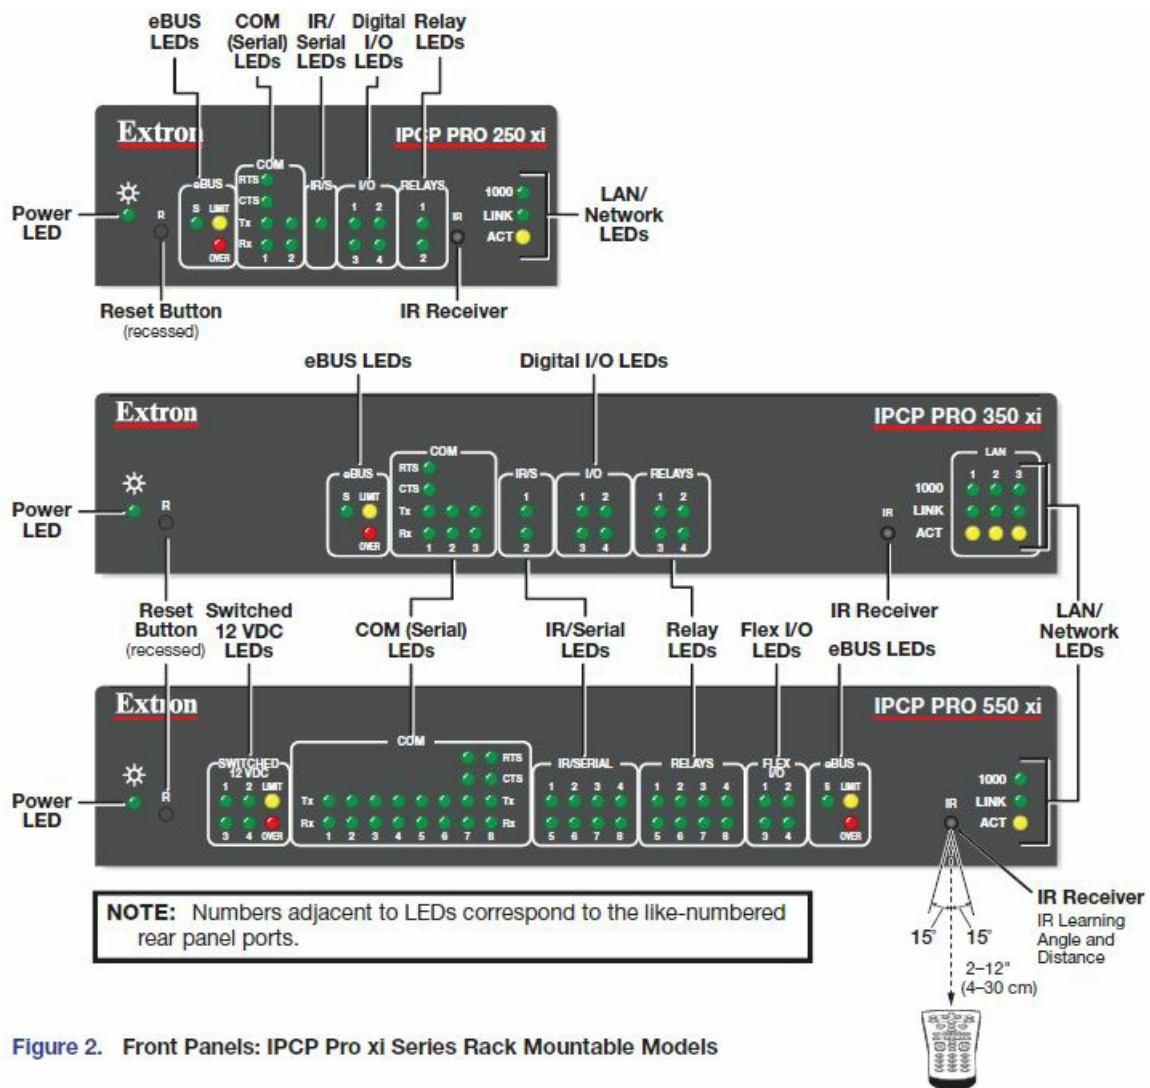 eBUS LEDs
COM (Serial) LEDs
IR/ Serial LEDs
Digital I/O LEDs
Relay LEDs
Extron
IPCP PRO 250 xi
COM
eBUS
RTS
IR/S
I/O
RELAYS
1000
CTS
S LIMIT
R
Tx
1 2
1
IR
LINK
Rx
ACT
OVER
1 2
3 4
2
Power LED
LAN/ Network LEDs
Reset Button
(recessed)
IR Receiver
eBUS LEDs
Digital I/O LEDs
Extron
IPCP PRO 350 xi
COM
LAN
eBUS
RTS
IR/S
I/O
RELAYS
1 2 3
CTS
1000
S LIMIT
1
1 2
1 2
R
Tx
IR
LINK
Rx
ACT
OVER
1 2 3
2
3 4
3 4
Power LED
Reset Button
(recessed)
Switched 12 VDC LEDs
COM (Serial) LEDs
IR/Serial LEDs
Relay LEDs
Flex I/O LEDs
IR Receiver
eBUS LEDs
LAN/ Network LEDs
Extron
IPCP PRO 550 xi
COM
SWITCHED 12 VDC
RTS
IR/SERIAL
RELAYS
FLEX I/O
eBUS
CTS
1000
1 2 LIMIT
1 2 3 4
1 2 3 4
1 2
S LIMIT
R
Tx
Tx
IR
LINK
Rx
Rx
ACT
3 4 OVER
1 2 3 4 5 6 7 8
5 6 7 8
5 6 7 8
3 4
OVER
Power LED
NOTE: Numbers adjacent to LEDs correspond to the like-numbered
rear panel ports.
IR Receiver
IR Learning
Angle and
Distance
15° 15°
2–12"
(4–30 cm)
Figure 2. Front Panels: IPCP Pro xi Series Rack Mountable Models